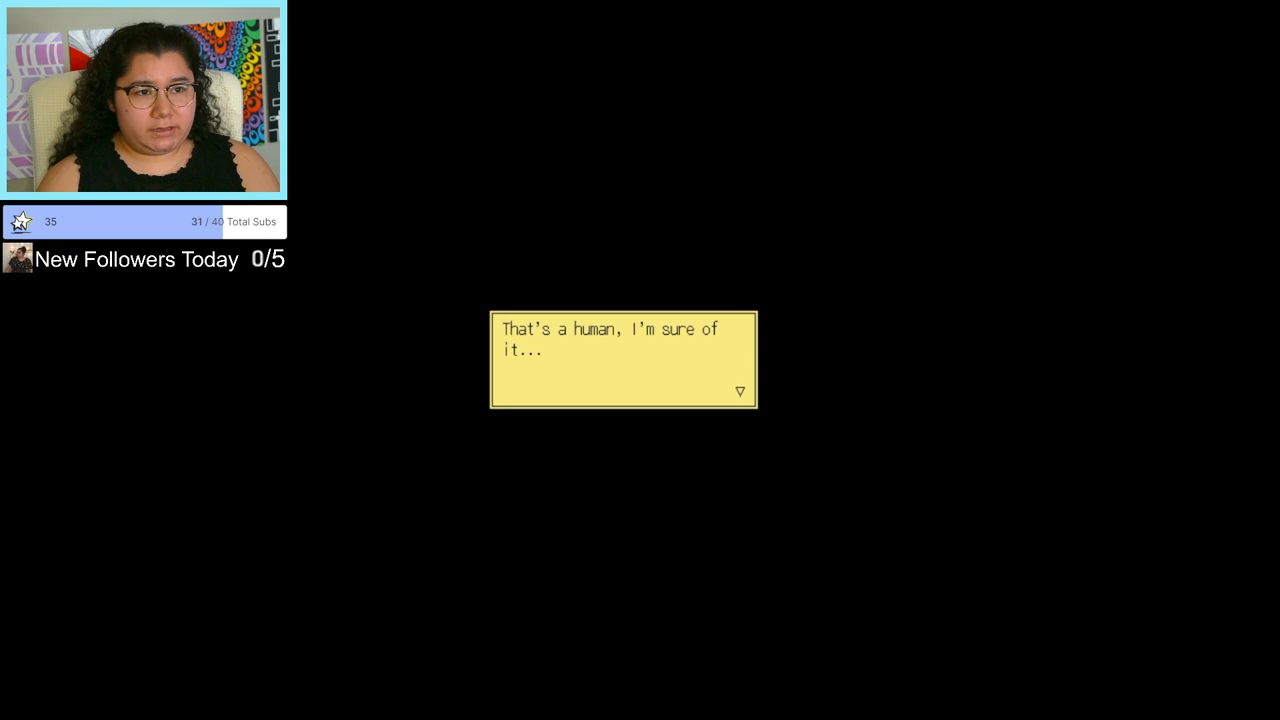 35 31 / 40 Total Subs
New Followers Today 0/5
That's a human, I'm sure of
it...